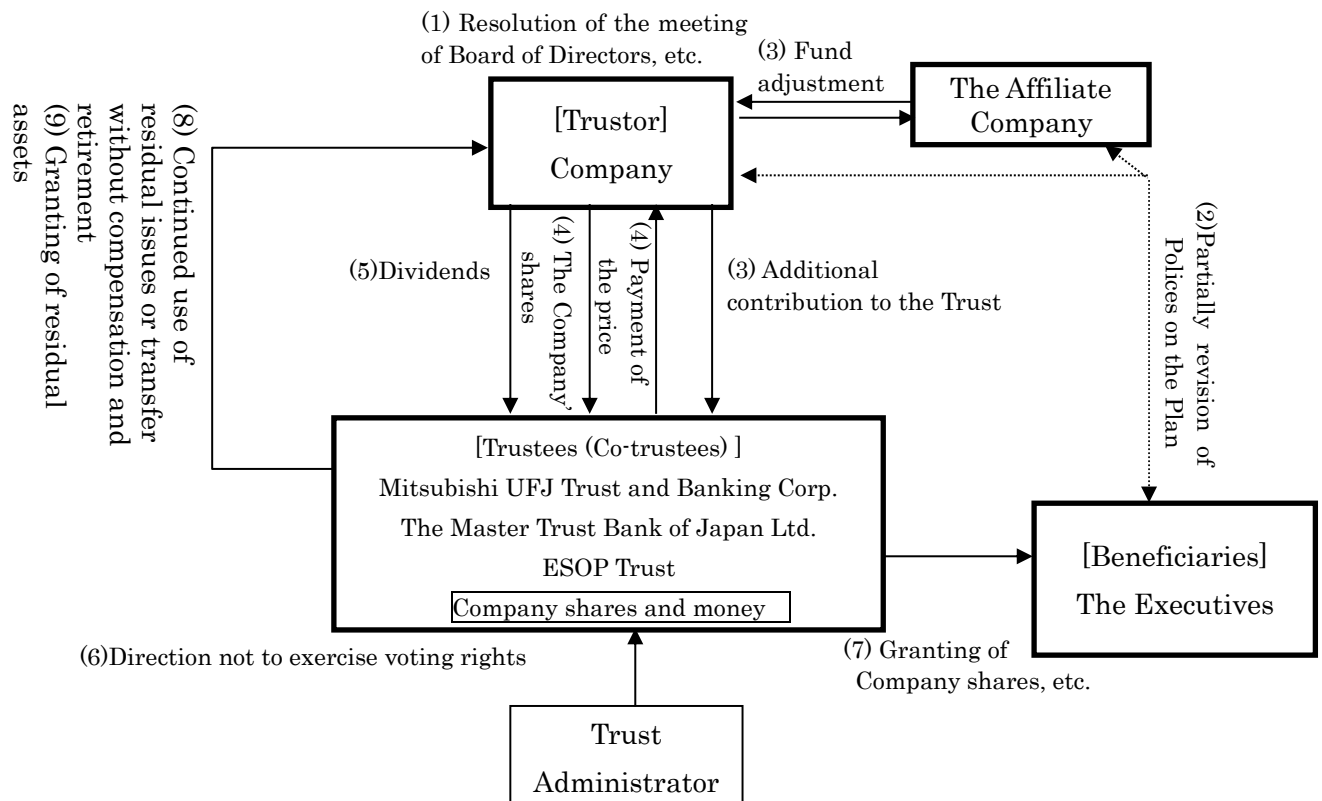 (1) Resolution of the meeting
of Board of Directors, etc.
(3) Fund
adjustment
The Affiliate
Company
[Trustor]
Company
(8) Continued use of
residual issues or transfer
without compensation and
retirement
(9) Granting of residual
assets
(5)Dividends
(4) The Company’
shares
(4) Payment of
the price
(3) Additional
contribution to the Trust
(2)Partially revision of
Polices on the Plan
[Trustees (Co-trustees) ]
Mitsubishi UFJ Trust and Banking Corp.
The Master Trust Bank of Japan Ltd.
ESOP Trust
Company shares and money
[Beneficiaries]
The Executives
(6)Direction not to exercise voting rights
(7) Granting of
Company shares, etc.
Trust
Administrator